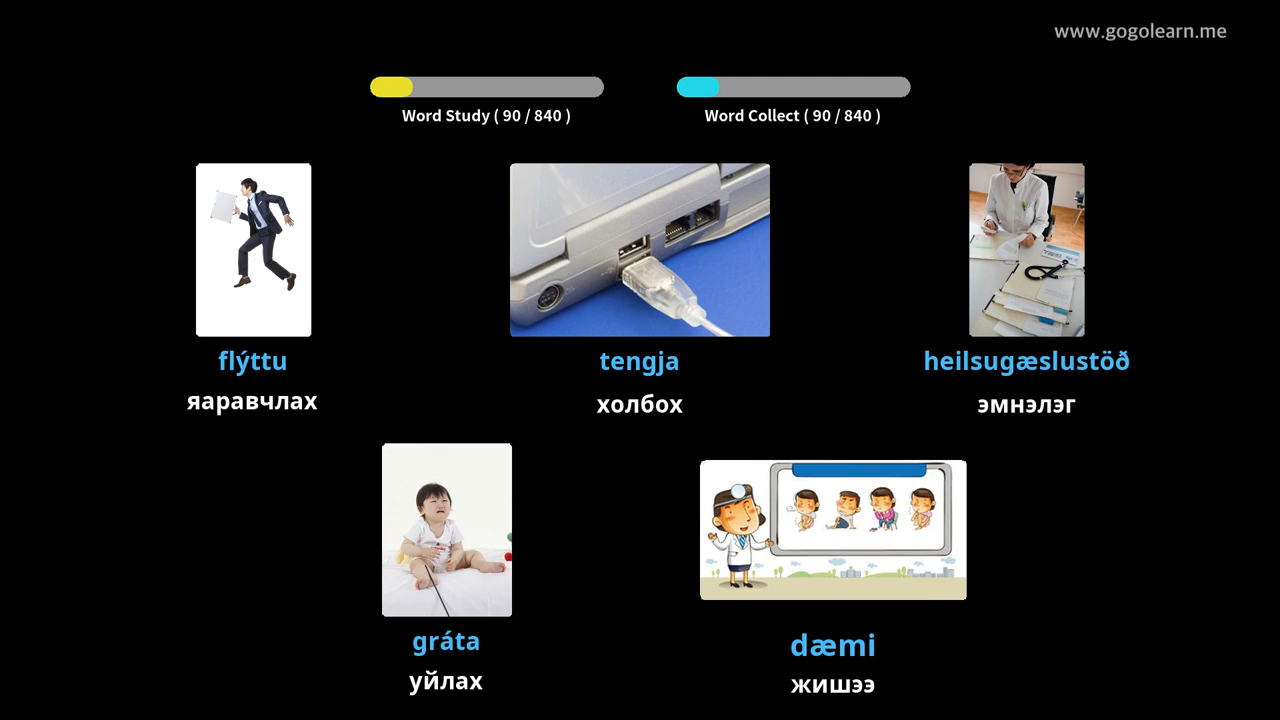 www.gogolearn.me
Word Study ( 90 / 840 )
Word Collect ( 90 / 840 )
flýttu
яаравчлах
tengja
холбох
heilsugæslustöð
эмнэлэг
gráta
уйлах
dæmi
жишээ